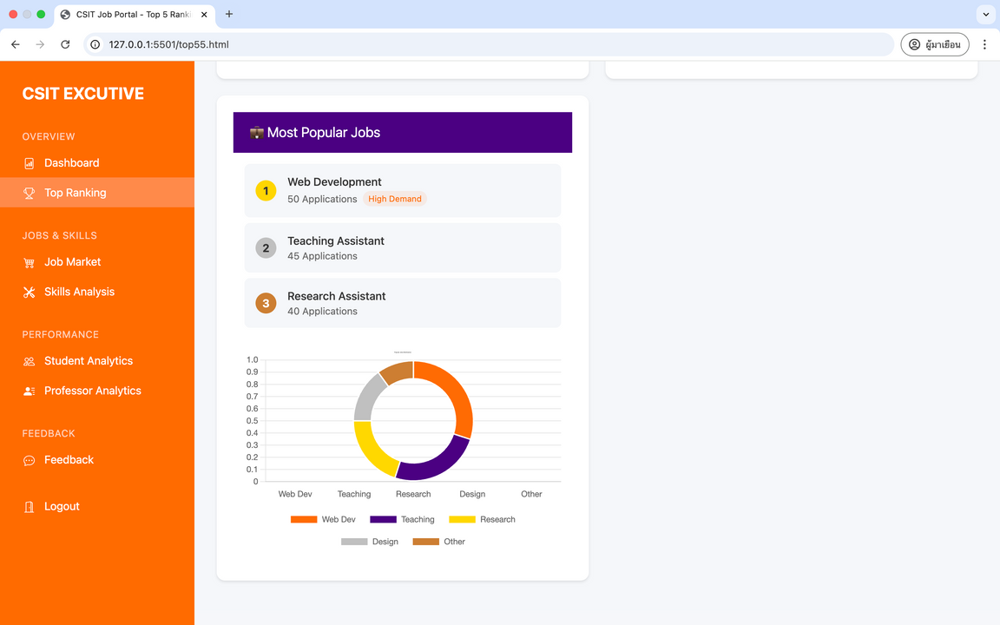 CSIT Job Portal - Top 5 Ranki
127.0.0.1:5501/top55.html
ผู้มาเยือน
CSIT EXCUTIVE
OVERVIEW
Dashboard
Top Ranking
JOBS & SKILLS
Job Market
Skills Analysis
PERFORMANCE
Student Analytics
Professor Analytics
FEEDBACK
Feedback
Logout
Most Popular Jobs
1
Web Development
50 Applications High Demand
2
Teaching Assistant
45 Applications
3
Research Assistant
40 Applications
1.0
0.9
0.8
0.7
0.6
0.5
0.4
0.3
0.2
0.1
0
Web Dev Teaching Research Design Other
Web Dev Teaching Research
Design Other